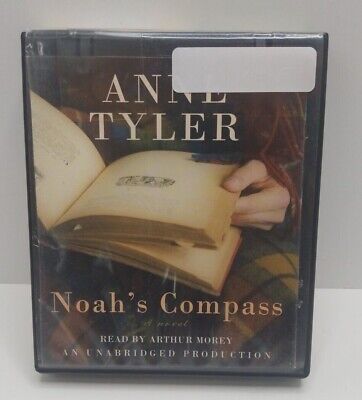 ANNE
TYLER
Noah's Compass
A novel
READ BY ARTHUR MOREY
AN UNABRIDGED PRODUCTION